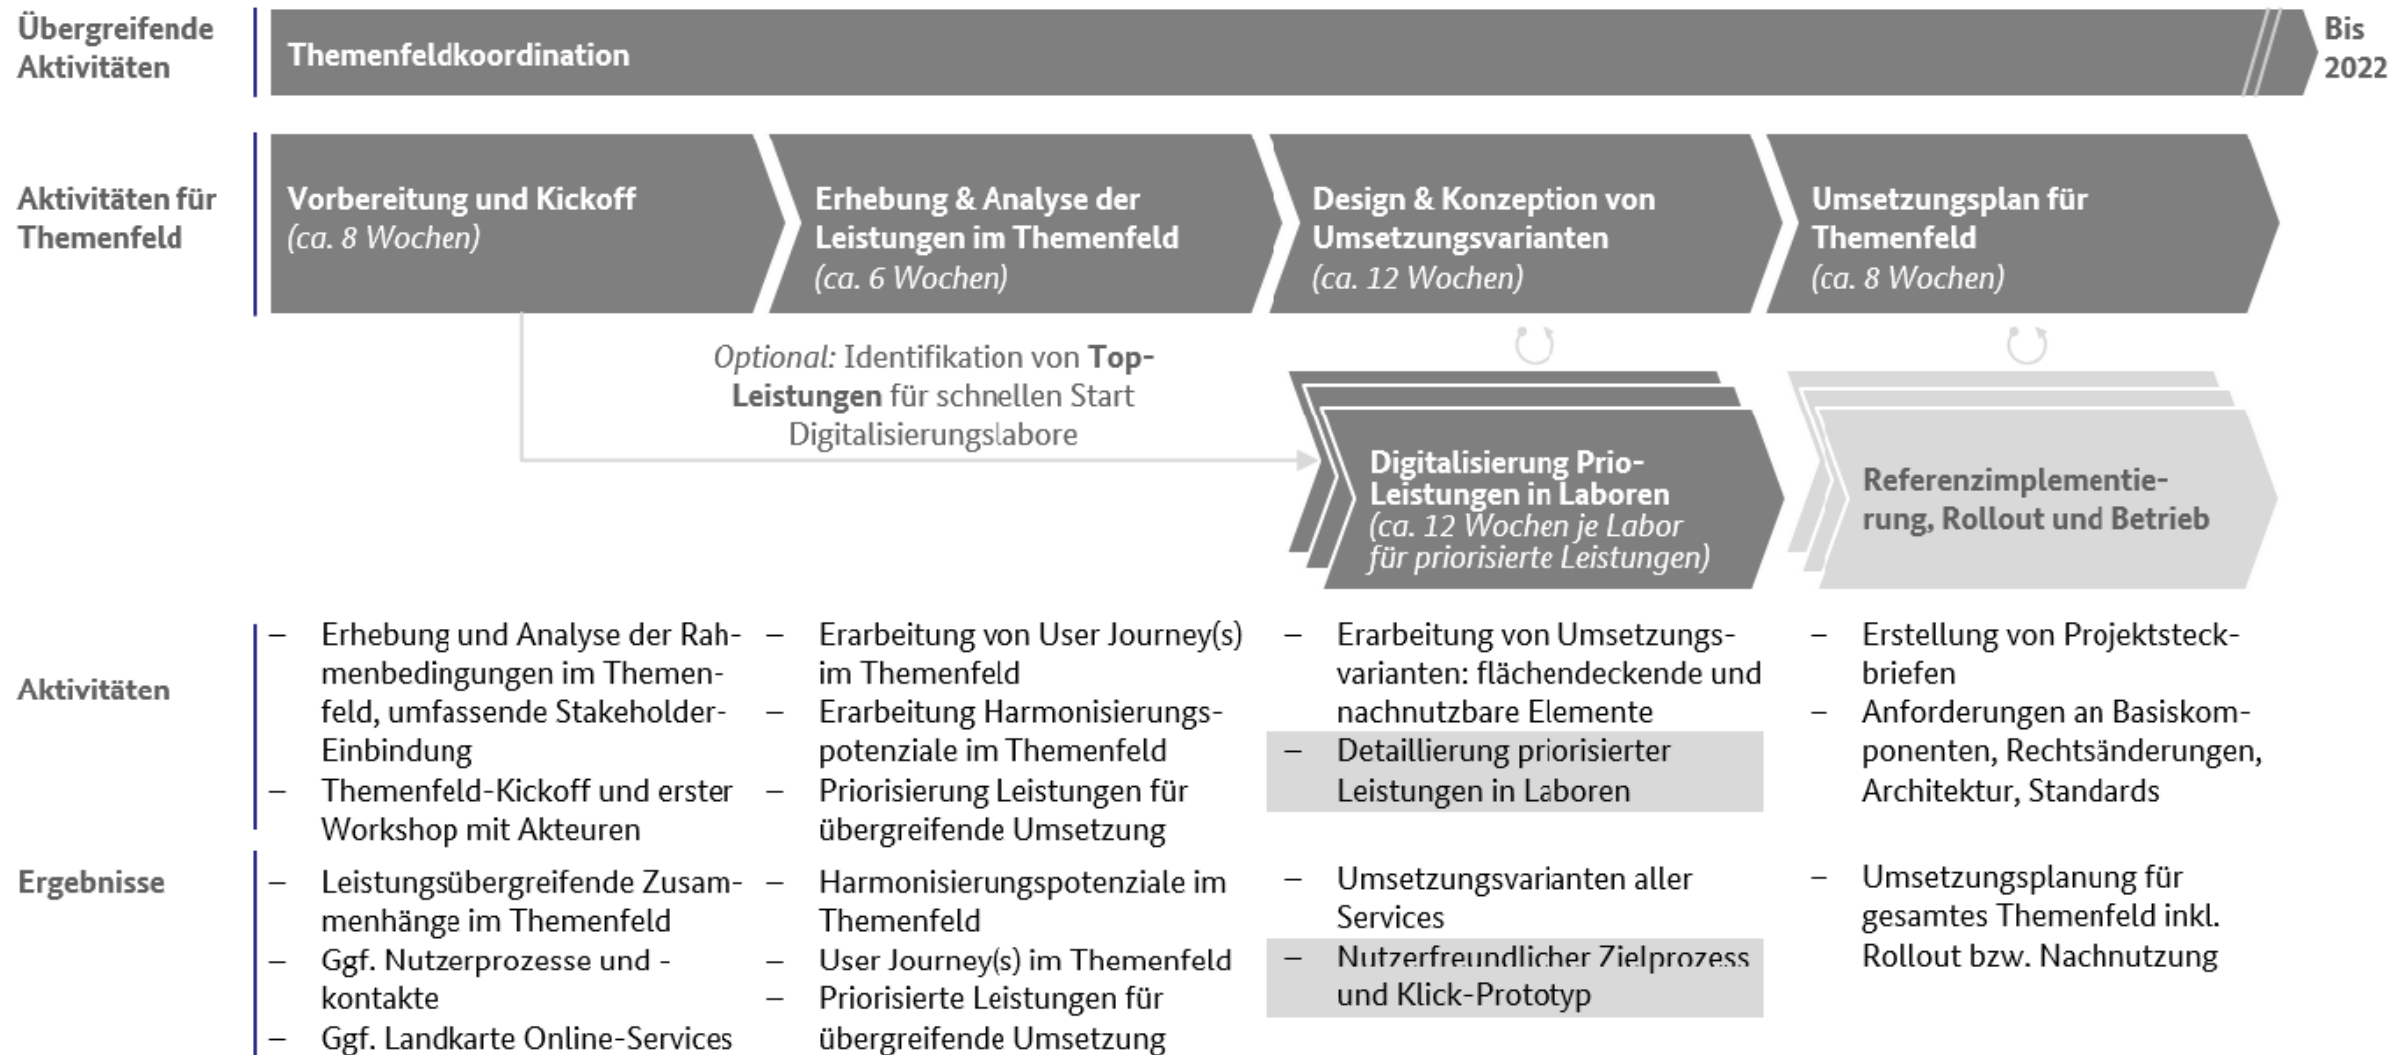 Übergreifende
Aktivitäten
Themenfeldkoordination
Bis
2022
Aktivitäten für
Themenfeld
Vorbereitung und Kickoff
(ca. 8 Wochen)
Erhebung & Analyse der
Leistungen im Themenfeld
(ca. 6 Wochen)
Design & Konzeption von
Umsetzungsvarianten
(ca. 12 Wochen)
Umsetzungsplan für
Themenfeld
(ca. 8 Wochen)
Optional: Identifikation von Top-
Leistungen für schnellen Start
Digitalisierungslabore
Digitalisierung Prio-
Leistungen in Laboren
(ca. 12 Wochen je Labor
für priorisierte Leistungen)
Referenzimplementie-
rung, Rollout und Betrieb
Aktivitäten
– Erhebung und Analyse der Rah-
menbedingungen im Themen-
feld, umfassende Stakeholder-
Einbindung
– Themenfeld-Kickoff und erster
Workshop mit Akteuren
– Erarbeitung von User Journey(s)
im Themenfeld
– Erarbeitung Harmonisierungs-
potenziale im Themenfeld
– Priorisierung Leistungen für
übergreifende Umsetzung
– Erarbeitung von Umsetzungs-
varianten: flächendeckende und
nachnutzbare Elemente
– Detaillierung priorisierter
Leistungen in Laboren
– Erstellung von Projektsteck-
briefen
– Anforderungen an Basiskom-
ponenten, Rechtsänderungen,
Architektur, Standards
Ergebnisse
– Leistungsübergreifende Zusam-
menhänge im Themenfeld
– Ggf. Nutzerprozesse und -
kontakte
– Ggf. Landkarte Online-Services
– Harmonisierungspotenziale im
Themenfeld
– User Journey(s) im Themenfeld
– Priorisierte Leistungen für
übergreifende Umsetzung
– Umsetzungsvarianten aller
Services
– Nutzerfreundlicher Zielprozess
und Klick-Prototyp
– Umsetzungsplanung für
gesamtes Themenfeld inkl.
Rollout bzw. Nachnutzung